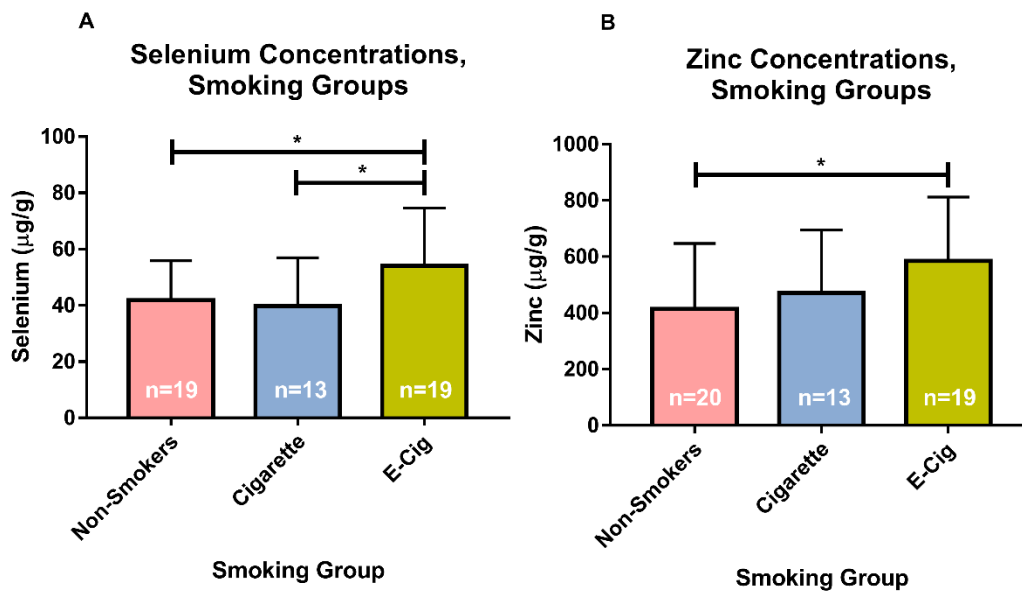 A
Selenium Concentrations,
Smoking Groups
Selenium (µg/g)
100
80
60
40
20
0
*
*
n=19
n=13
n=19
Non-Smokers
Cigarette
E-Cig
Smoking Group
B
Zinc Concentrations,
Smoking Groups
Zinc (µg/g)
1000
800
600
400
200
0
*
n=20
n=13
n=19
Non-Smokers
Cigarette
E-Cig
Smoking Group